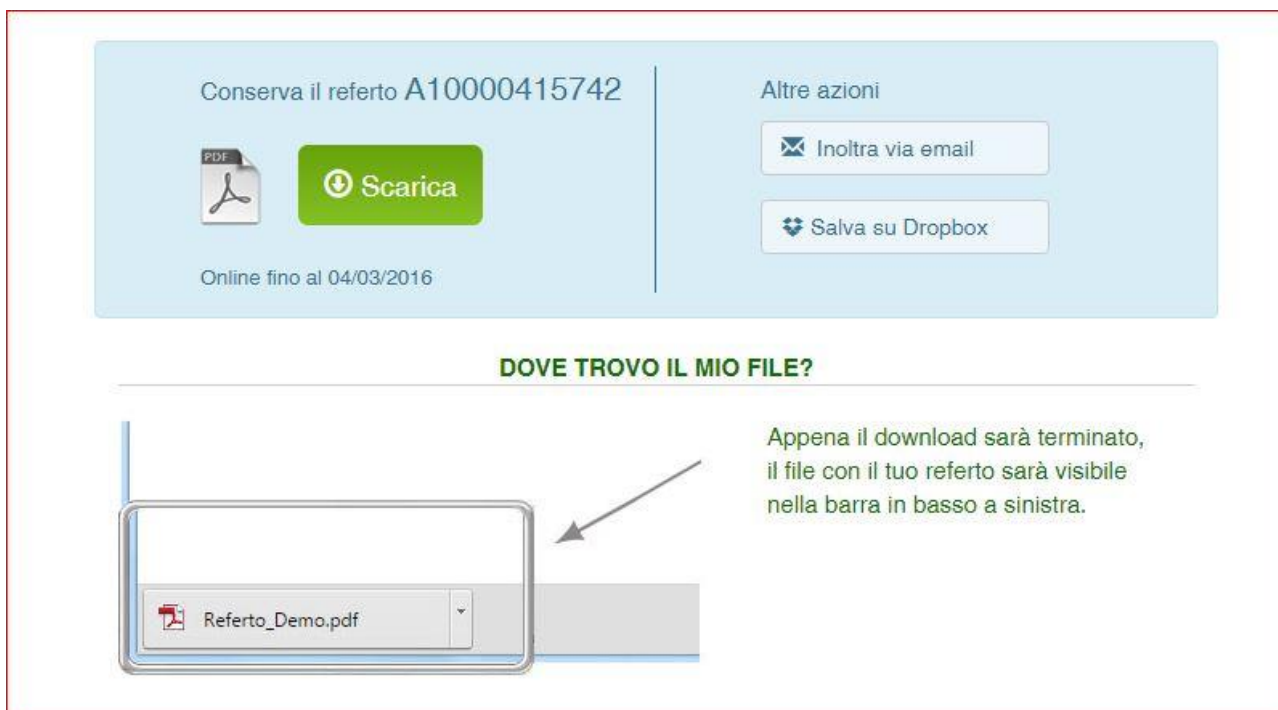 Conserva il referto A10000415742
PDF
Scarica
Online fino al 04/03/2016
Altre azioni
Inoltra via email
Salva su Dropbox
DOVE TROVO IL MIO FILE?
Appena il download sarà terminato,
il file con il tuo referto sarà visibile
nella barra in basso a sinistra.
Referto_Demo.pdf